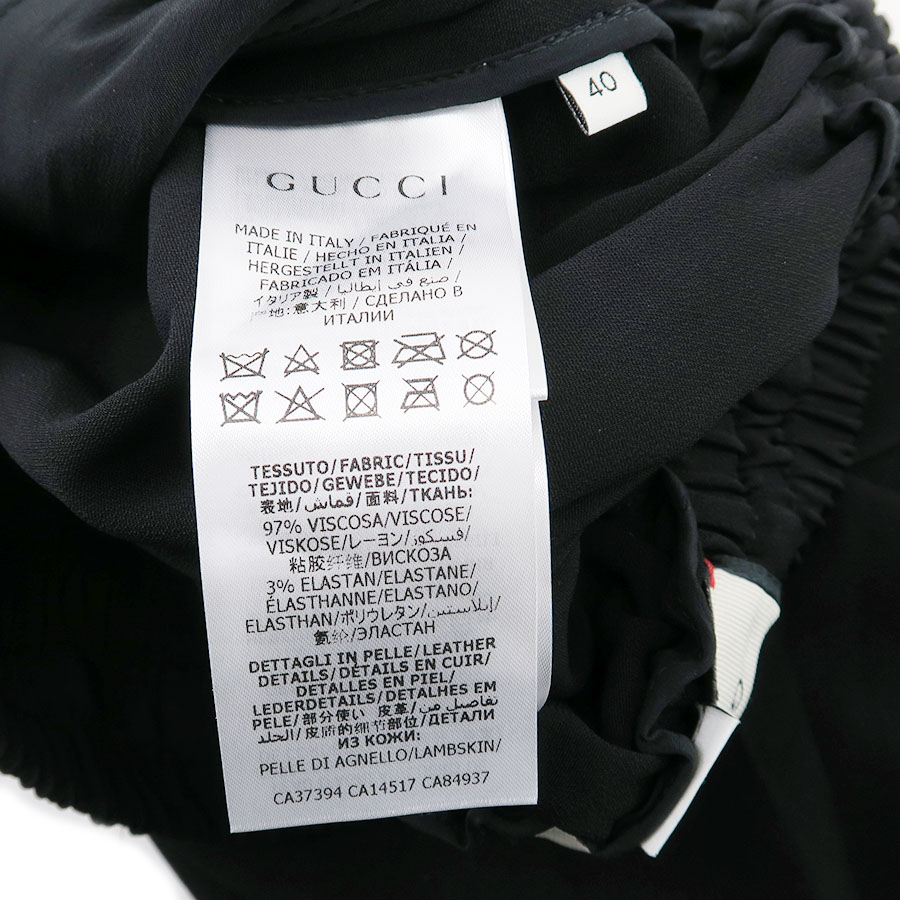 40
GUCCI
MADE IN ITALY / FABRIQUÉ EN
ITALIE / HECHO EN ITALIA /
HERGESTELLT IN ITALIEN /
FABRICADO EM ITÁLIA /
イタリア製 / صنع في إيطاليا /
地: 意大利 / СДЕЛАНО В
ИТАЛИИ
TESSUTO/FABRIC/TISSU/
TEJIDO/GEWEBE/TECIDO/
表地/قماش/面料/ТКАНЬ:
97% VISCOSA/VISCOSE/
VISKOSE/レーヨン/فسكوز/
粘胶纤维/ВИСКОЗА
3% ELASTAN/ELASTANE/
ÉLASTHANNE/ELASTANO/
ELASTHAN/ポリウレタン/إيلاستين/
氨纶/ЭЛАСТАН
DETTAGLI IN PELLE/LEATHER
DETAILS/DÉTAILS EN CUIR/
DETALLES EN PIEL/
LEDERDETAILS/DETALHES EM
PELE/部分使い 皮革/تفاصيل من
الجلد/皮质的细节部位/ДЕТАЛИ
ИЗ КОЖИ:
PELLE DI AGNELLO/LAMBSKIN/
CA37394 CA14517 CA84937